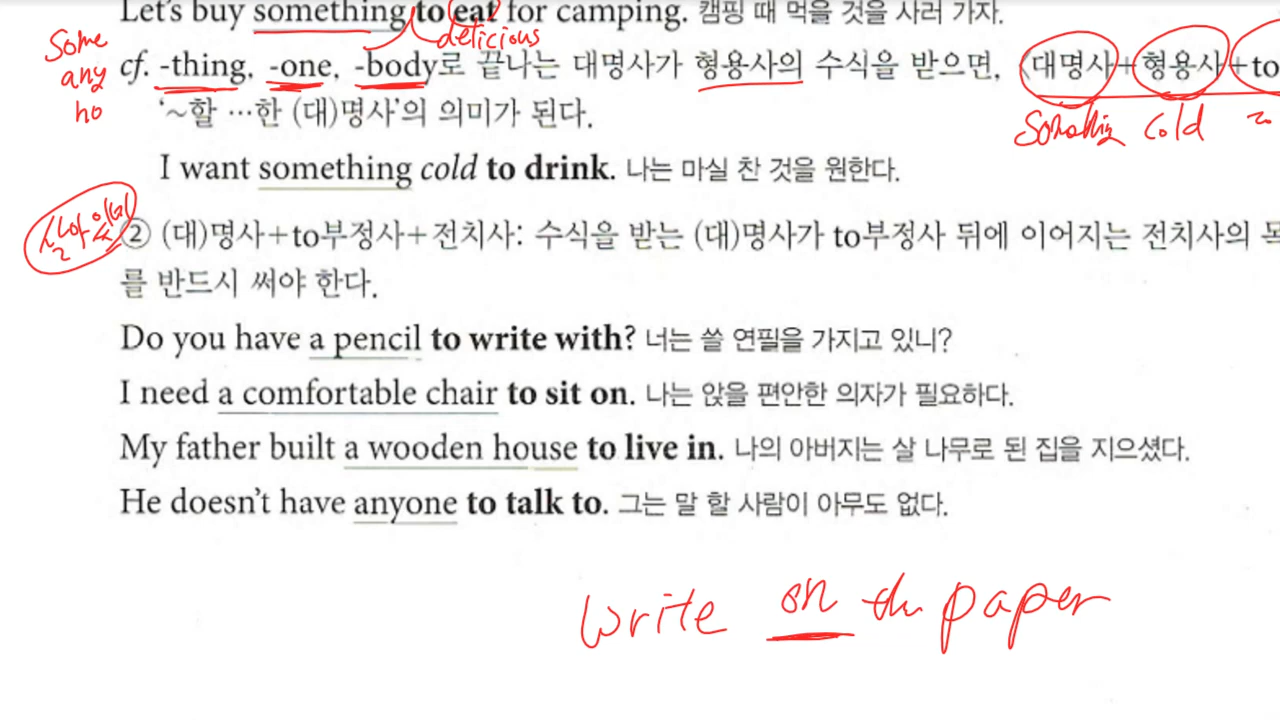 Let's buy something to eat for camping. 캠핑 때 먹을 것을 사러 가자.
delicious
Some
any
no
cf. -thing, -one, -body로 끝나는 대명사가 형용사의 수식을 받으면, 〈대명사+형용사+to
'~할 …한 (대)명사'의 의미가 된다.
Something cold to
I want something cold to drink. 나는 마실 찬 것을 원한다.
② (대)명사+to부정사+전치사: 수식을 받는 (대)명사가 to부정사 뒤에 이어지는 전치사의 목
를 반드시 써야 한다.
Do you have a pencil to write with? 너는 쓸 연필을 가지고 있니?
I need a comfortable chair to sit on. 나는 앉을 편안한 의자가 필요하다.
My father built a wooden house to live in. 나의 아버지는 살 나무로 된 집을 지으셨다.
He doesn't have anyone to talk to. 그는 말 할 사람이 아무도 없다.
write on the paper